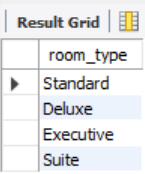 Result Grid
room_type
Standard
Deluxe
Executive
Suite